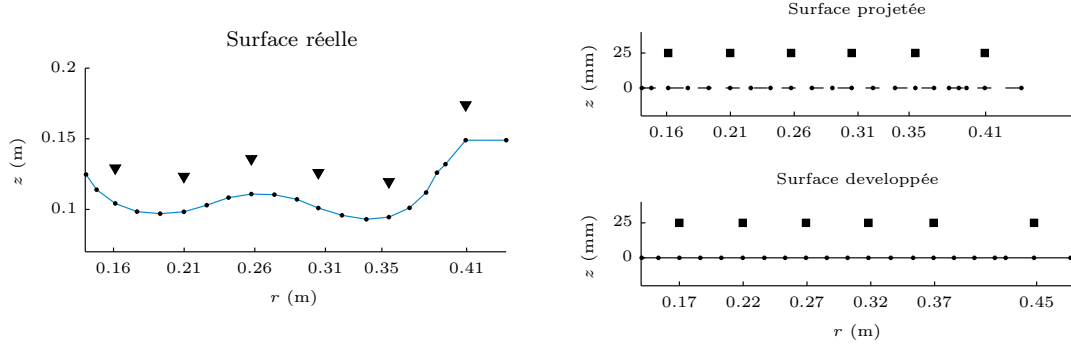 Surface réelle
0.2
0.15
0.1
z (m)
0.16 0.21 0.26 0.31 0.35 0.41
r (m)
Surface projetée
25
0
z (mm)
0.16 0.21 0.26 0.31 0.35 0.41
Surface developpée
25
0
z (mm)
0.17 0.22 0.27 0.32 0.37 0.45
r (m)